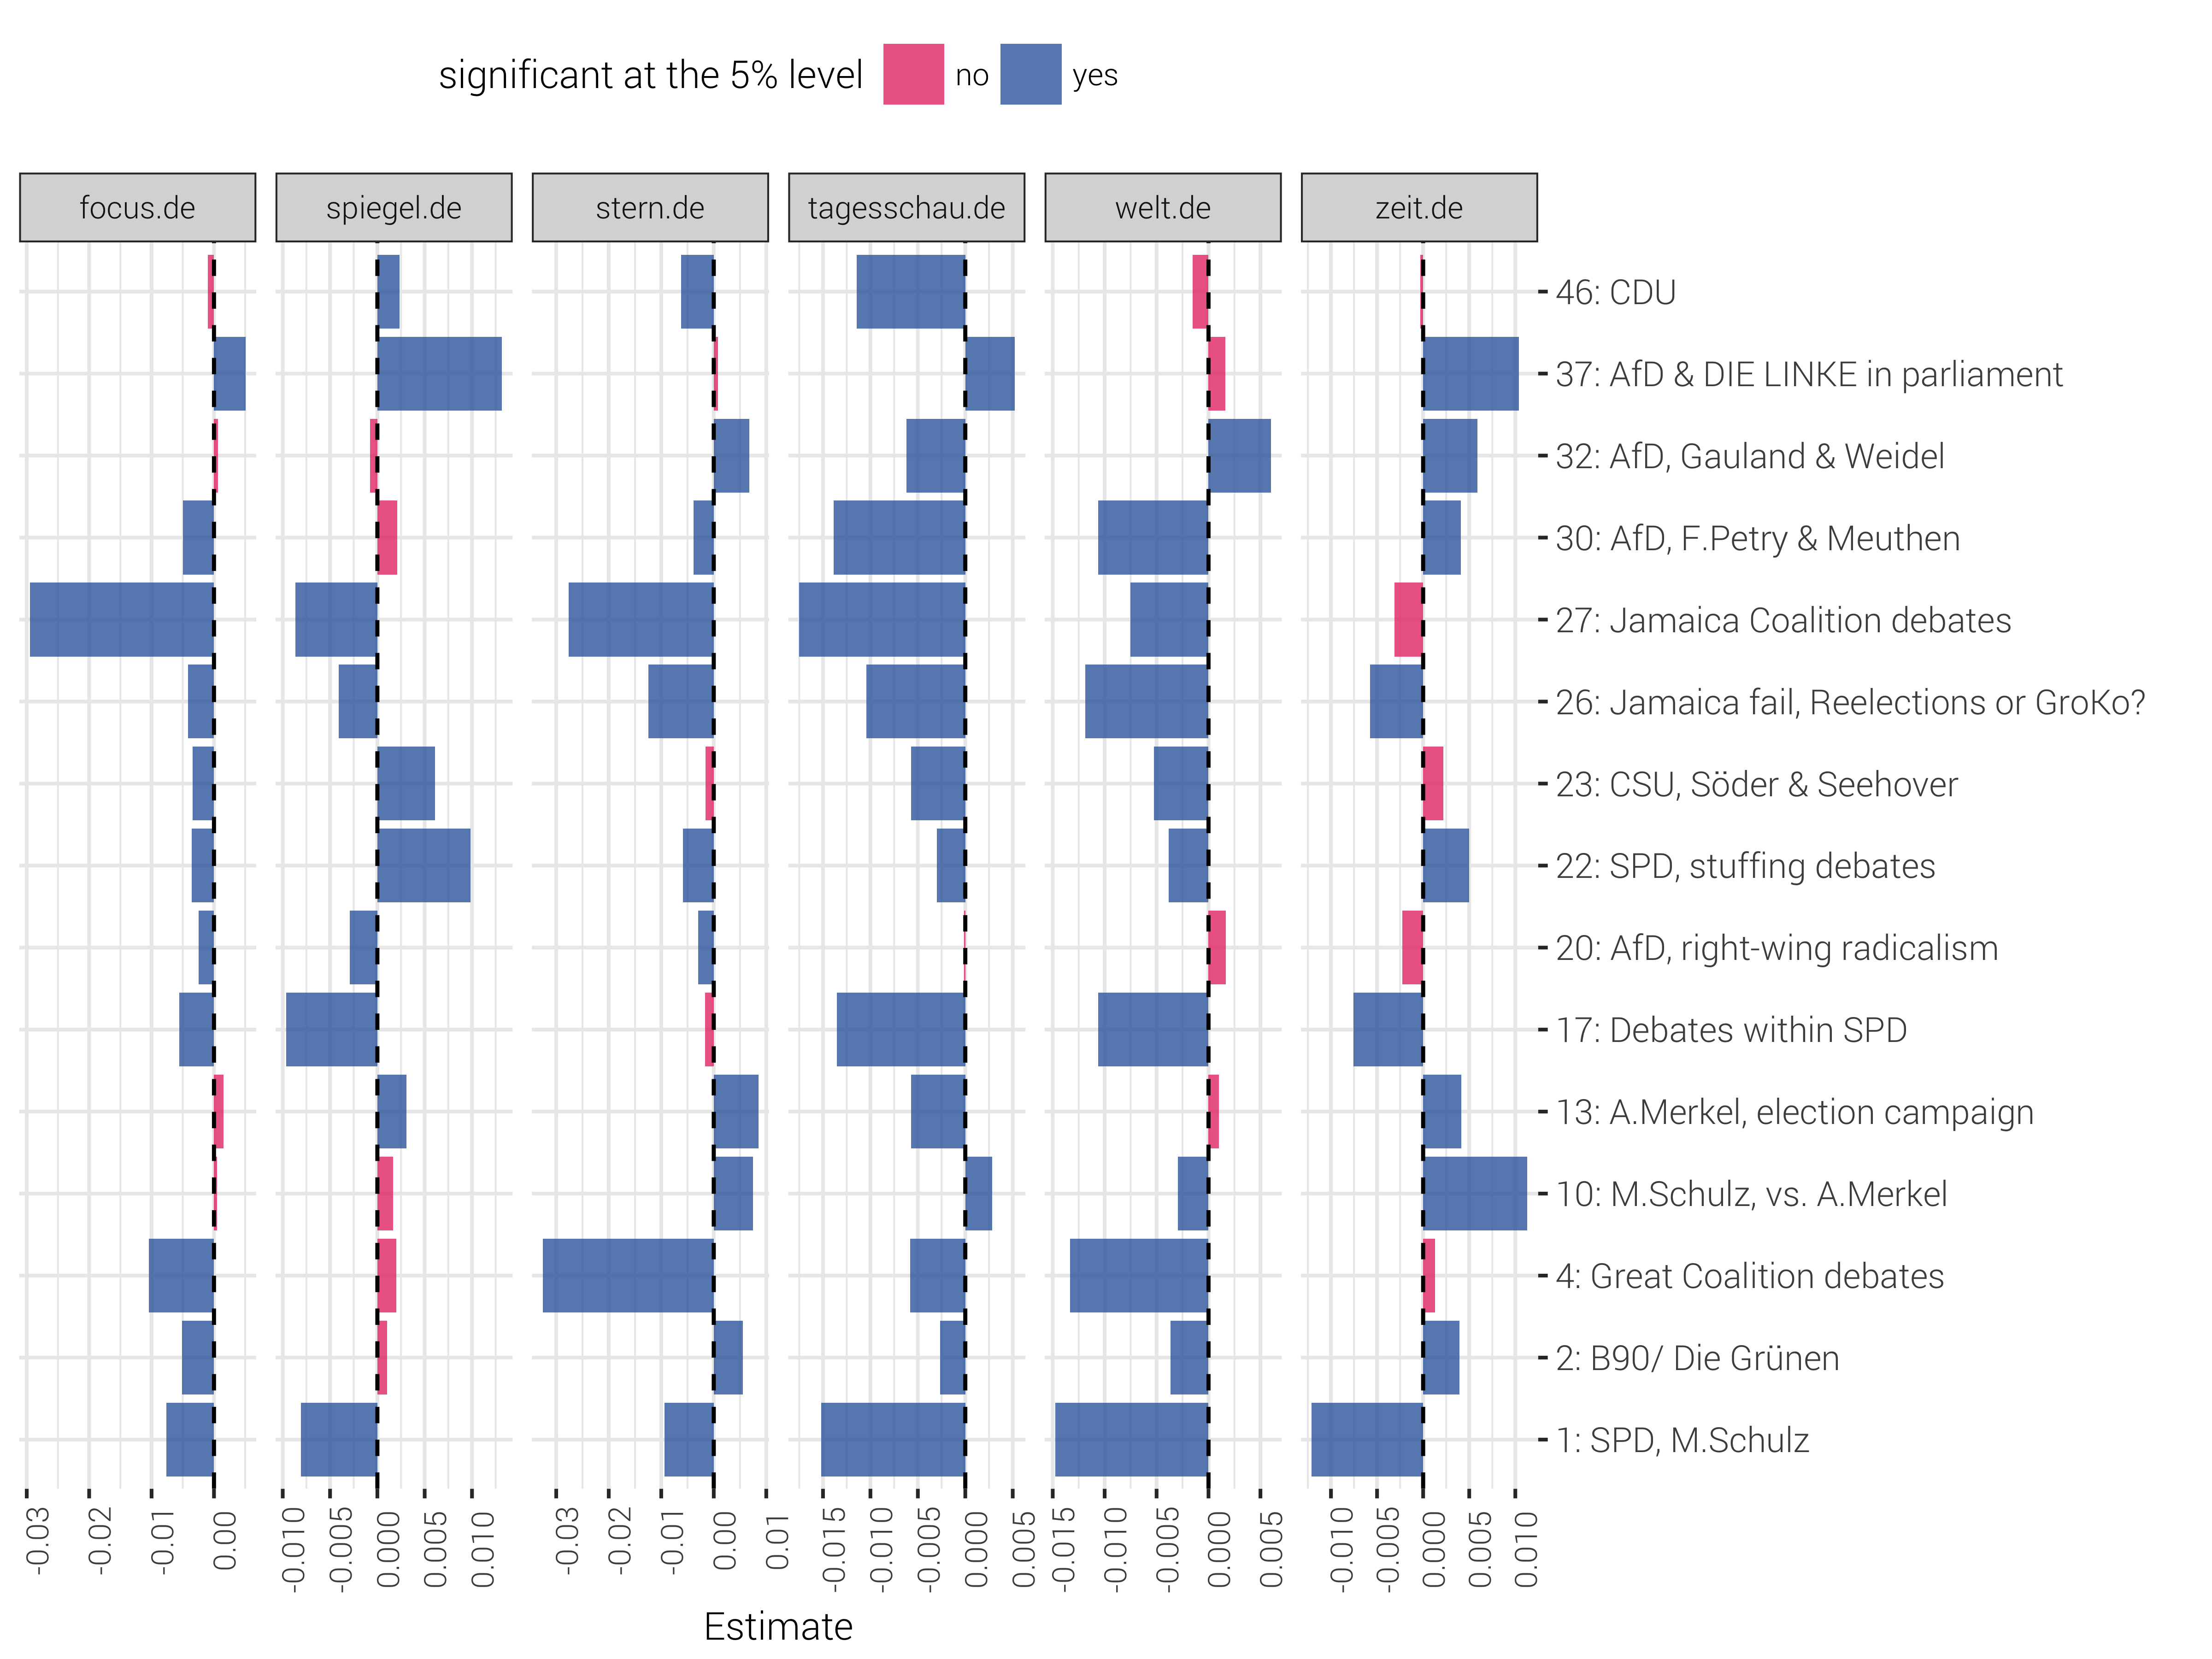 significant at the 5% level no yes
focus.de spiegel.de stern.de tagesschau.de welt.de zeit.de
46: CDU
37: AfD & DIE LINKE in parliament
32: AfD, Gauland & Weidel
30: AfD, F.Petry & Meuthen
27: Jamaica Coalition debates
26: Jamaica fail, Reelections or GroKo?
23: CSU, Söder & Seehover
22: SPD, stuffing debates
20: AfD, right-wing radicalism
17: Debates within SPD
13: A.Merkel, election campaign
10: M.Schulz, vs. A.Merkel
4: Great Coalition debates
2: B90/ Die Grünen
1: SPD, M.Schulz
-0.03 -0.02 -0.01 0.00 -0.010 -0.005 0.000 0.005 0.010 -0.03 -0.02 -0.01 0.00 0.01 -0.015 -0.010 -0.005 0.000 0.005 -0.015 -0.010 -0.005 0.000 0.005 -0.010 -0.005 0.000 0.005 0.010
Estimate